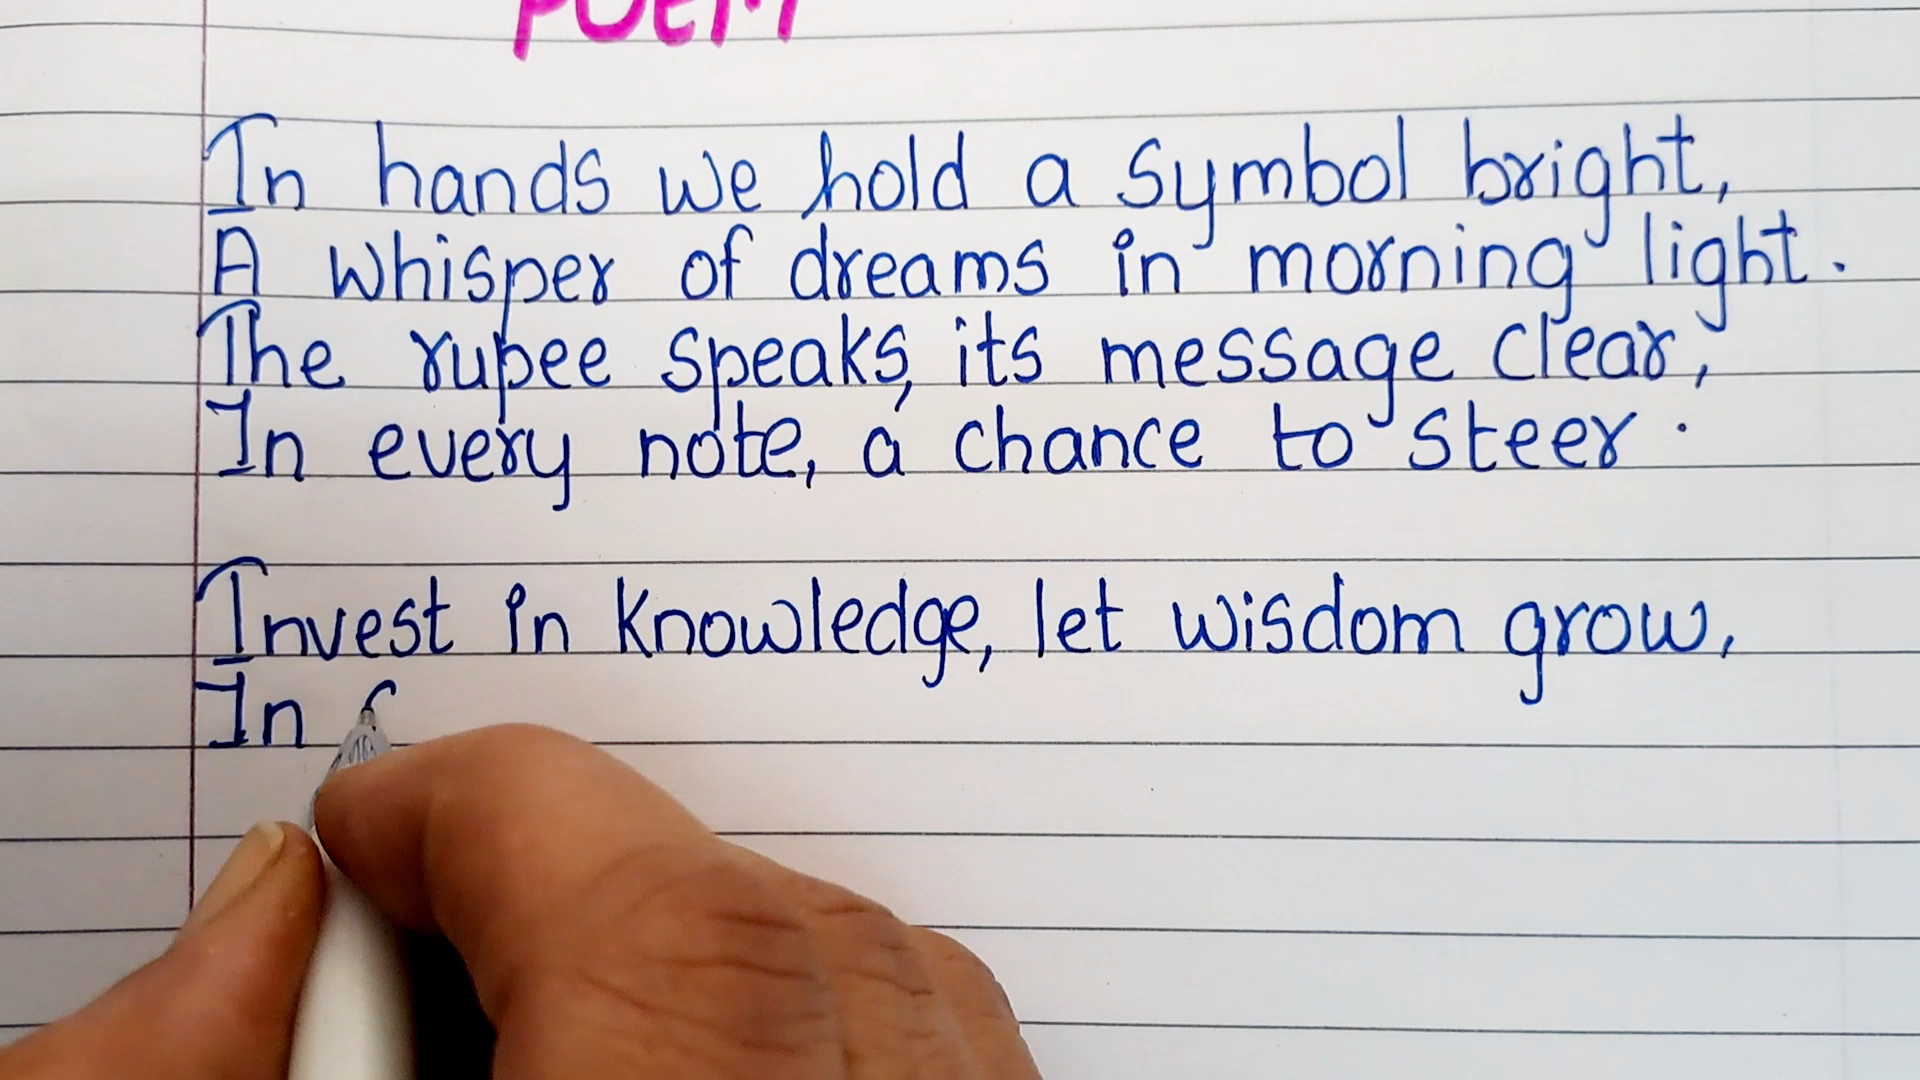 POEM
In hands we hold a symbol bright,
A whisper of dreams in morning light.
The rupee speaks, its message clear,
In every note, a chance to steer.
Invest in knowledge, let wisdom grow,
In